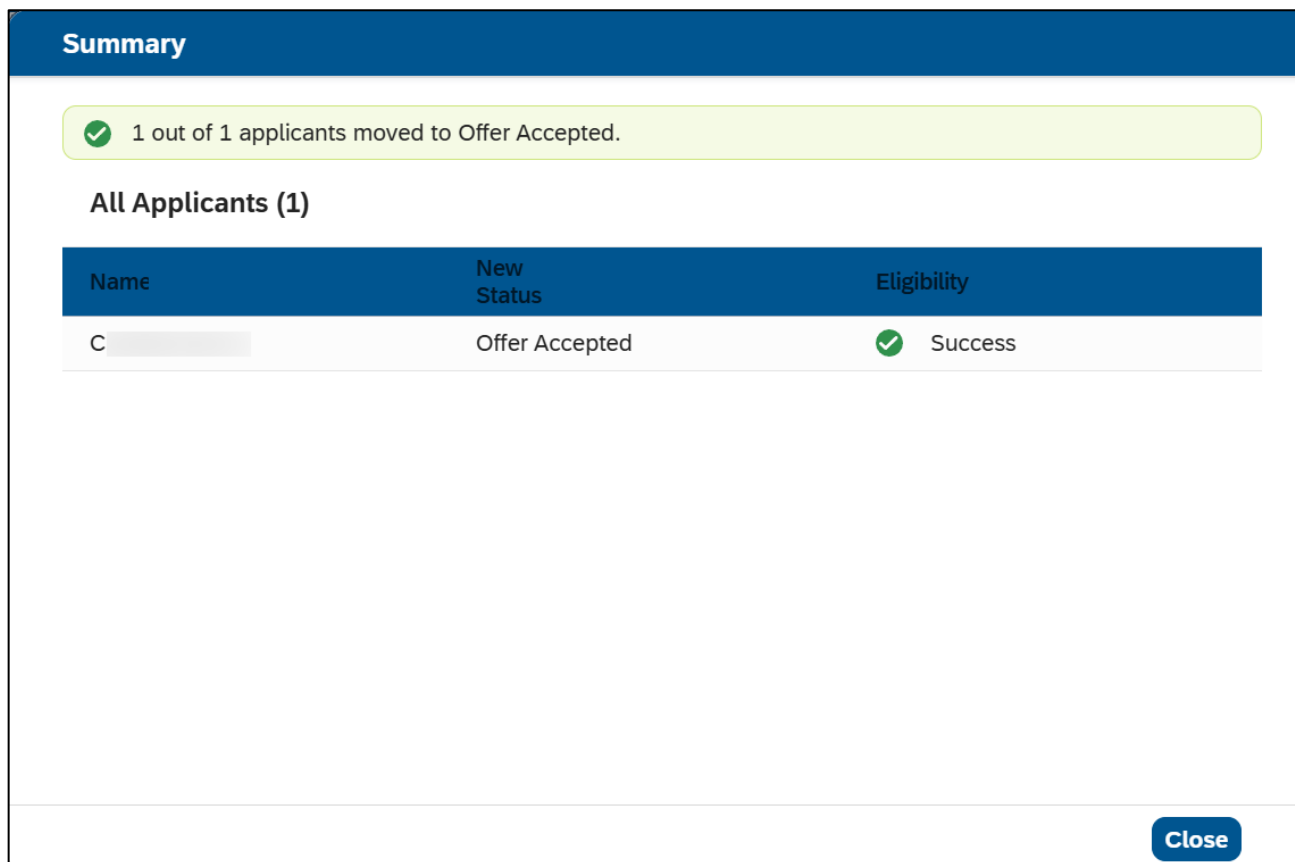 Summary
1 out of 1 applicants moved to Offer Accepted.
All Applicants (1)
Name New Status Eligibility
C Offer Accepted Success
Close